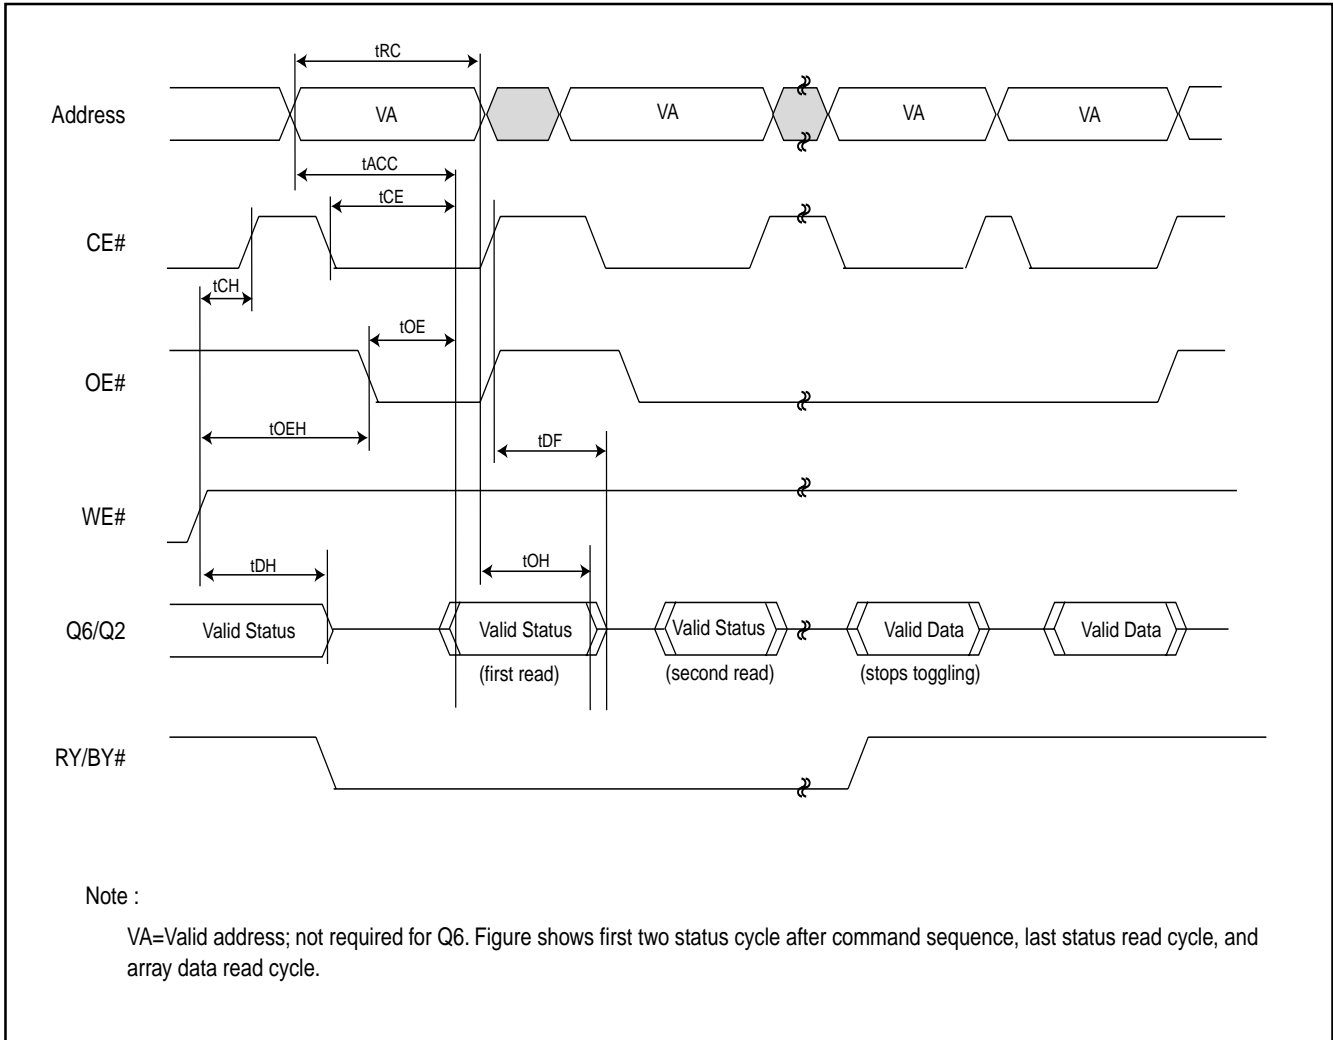 tRC
Address
VA
VA
VA
VA
tACC
tCE
CE#
tCH
tOE
OE#
tOEH
tDF
WE#
tDH
tOH
Q6/Q2
Valid Status
Valid Status
Valid Status
Valid Data
Valid Data
(first read)
(second read)
(stops toggling)
RY/BY#
Note :
VA=Valid address; not required for Q6. Figure shows first two status cycle after command sequence, last status read cycle, and
array data read cycle.